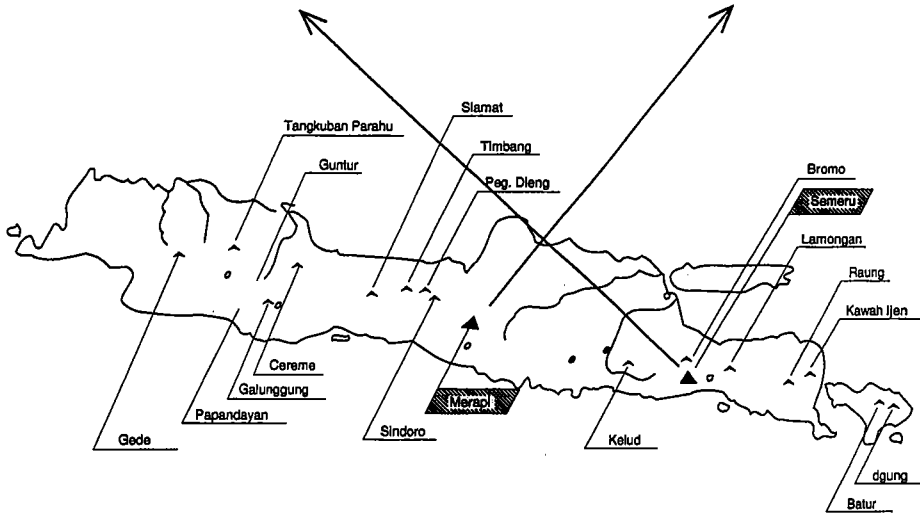 Slamat
Tangkuban Parahu
Timbang
Guntur
Peg. Dieng
Bromo
Semeru
Lamongan
Raung
Kawah Ijen
Cereme
Galunggung
Merapi
Papandayan
Sindoro
Gede
Kelud
dgung
Batur